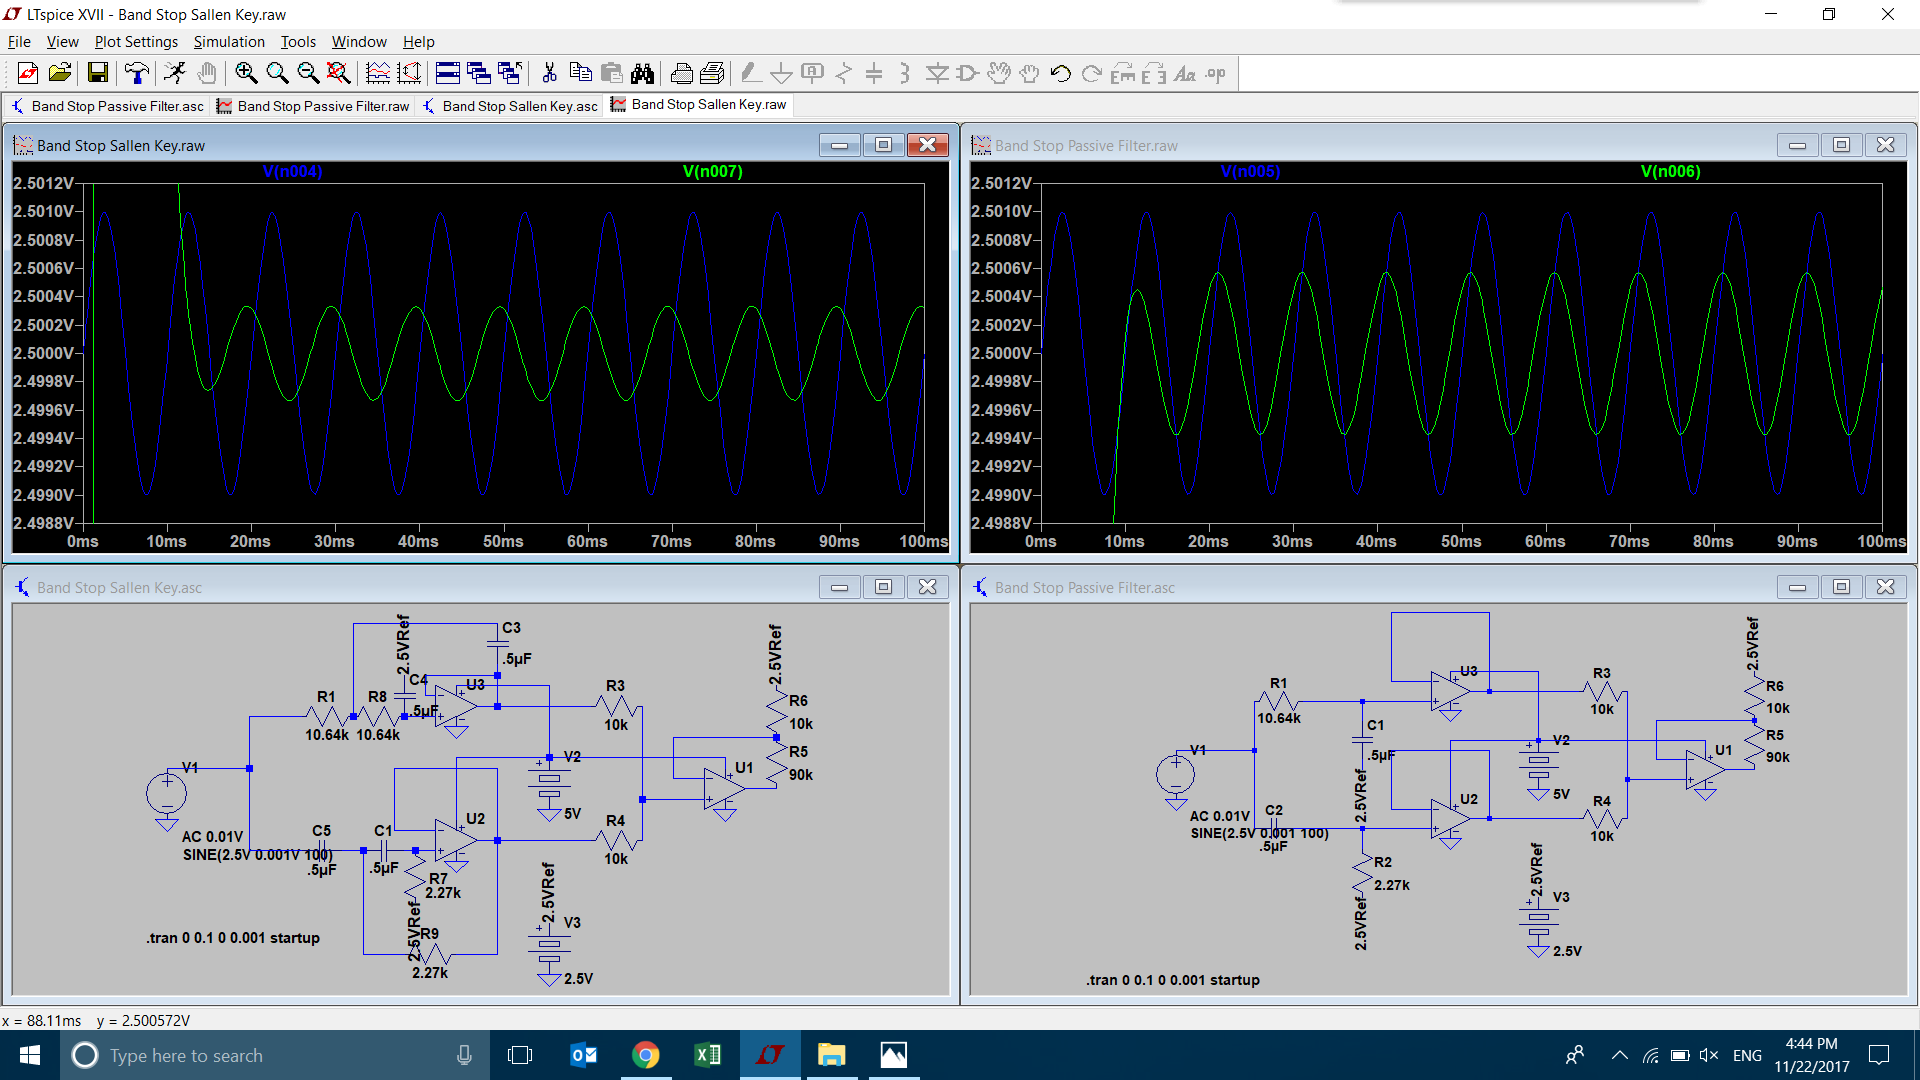 LTspice XVII - Band Stop Sallen Key.raw
File View Plot Settings Simulation Tools Window Help
Band Stop Passive Filter.asc Band Stop Passive Filter.raw Band Stop Sallen Key.asc Band Stop Sallen Key.raw
Band Stop Sallen Key.raw
V(n004) V(n007)
2.5012V
2.5010V
2.5008V
2.5006V
2.5004V
2.5002V
2.5000V
2.4998V
2.4996V
2.4994V
2.4992V
2.4990V
2.4988V
0ms 10ms 20ms 30ms 40ms 50ms 60ms 70ms 80ms 90ms 100ms
Band Stop Passive Filter.raw
V(n005) V(n006)
2.5012V
2.5010V
2.5008V
2.5006V
2.5004V
2.5002V
2.5000V
2.4998V
2.4996V
2.4994V
2.4992V
2.4990V
2.4988V
0ms 10ms 20ms 30ms 40ms 50ms 60ms 70ms 80ms 90ms 100ms
Band Stop Sallen Key.asc
2.5VRef
C3
.5µF
2.5VRef
C4
.5µF
U3
R1
10.64k
R8
10.64k
R3
10k
R6
10k
R5
90k
V1
V2
5V
U1
AC 0.01V
SINE(2.5V 0.001V 100)
C5
.5µF
C1
.5µF
U2
R4
10k
R7
2.27k
2.5VRef
R9
2.27k
2.5VRef
V3
2.5V
.tran 0 0.1 0 0.001 startup
Band Stop Passive Filter.asc
2.5VRef
U3
R1
10.64k
R3
10k
R6
10k
C1
.5µF
R5
90k
V1
V2
5V
U1
2.5VRef
AC 0.01V
SINE(2.5V 0.001 100)
C2
.5µF
U2
R4
10k
R2
2.27k
2.5VRef
2.5VRef
V3
2.5V
.tran 0 0.1 0 0.001 startup
x = 88.11ms y = 2.500572V
Type here to search
ENG
4:44 PM
11/22/2017